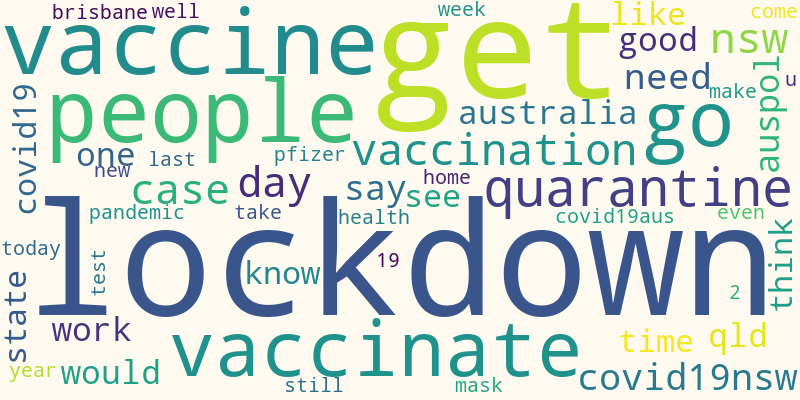 brisbane well week like come
vaccine get good nsw
people need make u
covid19 australia go auspol
one last pfizer vaccination
new case day say see home quarantine
pandemic take health covid19aus even
lockdown
today test know 19 2 think
state work vaccinate time qld
year would still mask covid19nsw